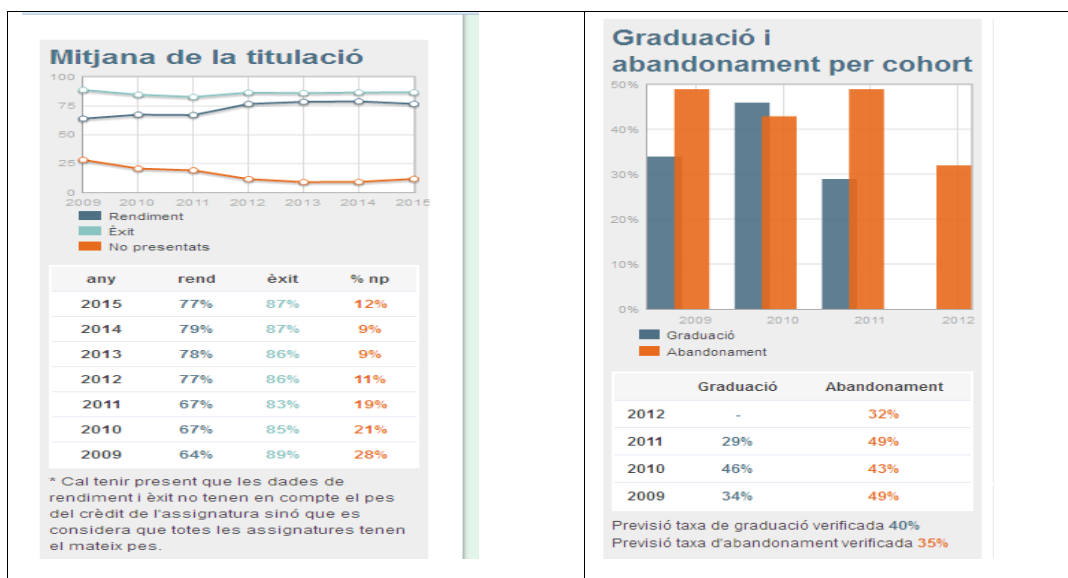 Mitjana de la titulació
100
75
50
25
0
2009 2010 2011 2012 2013 2014 2015
Rendiment
Èxit
No presentats
any rend èxit % np
2015 77% 87% 12%
2014 79% 87% 9%
2013 78% 86% 9%
2012 77% 86% 11%
2011 67% 83% 19%
2010 67% 85% 21%
2009 64% 89% 28%
* Cal tenir present que les dades de
rendiment i èxit no tenen en compte el pes
del crèdit de l'assignatura sinó que es
considera que totes les assignatures tenen
el mateix pes.
Graduació i
abandonament per cohort
50%
40%
30%
20%
10%
0%
2009 2010 2011 2012
Graduació
Abandonament
Graduació Abandonament
2012 - 32%
2011 29% 49%
2010 46% 43%
2009 34% 49%
Previsió taxa de graduació verificada 40%
Previsió taxa d'abandonament verificada 35%